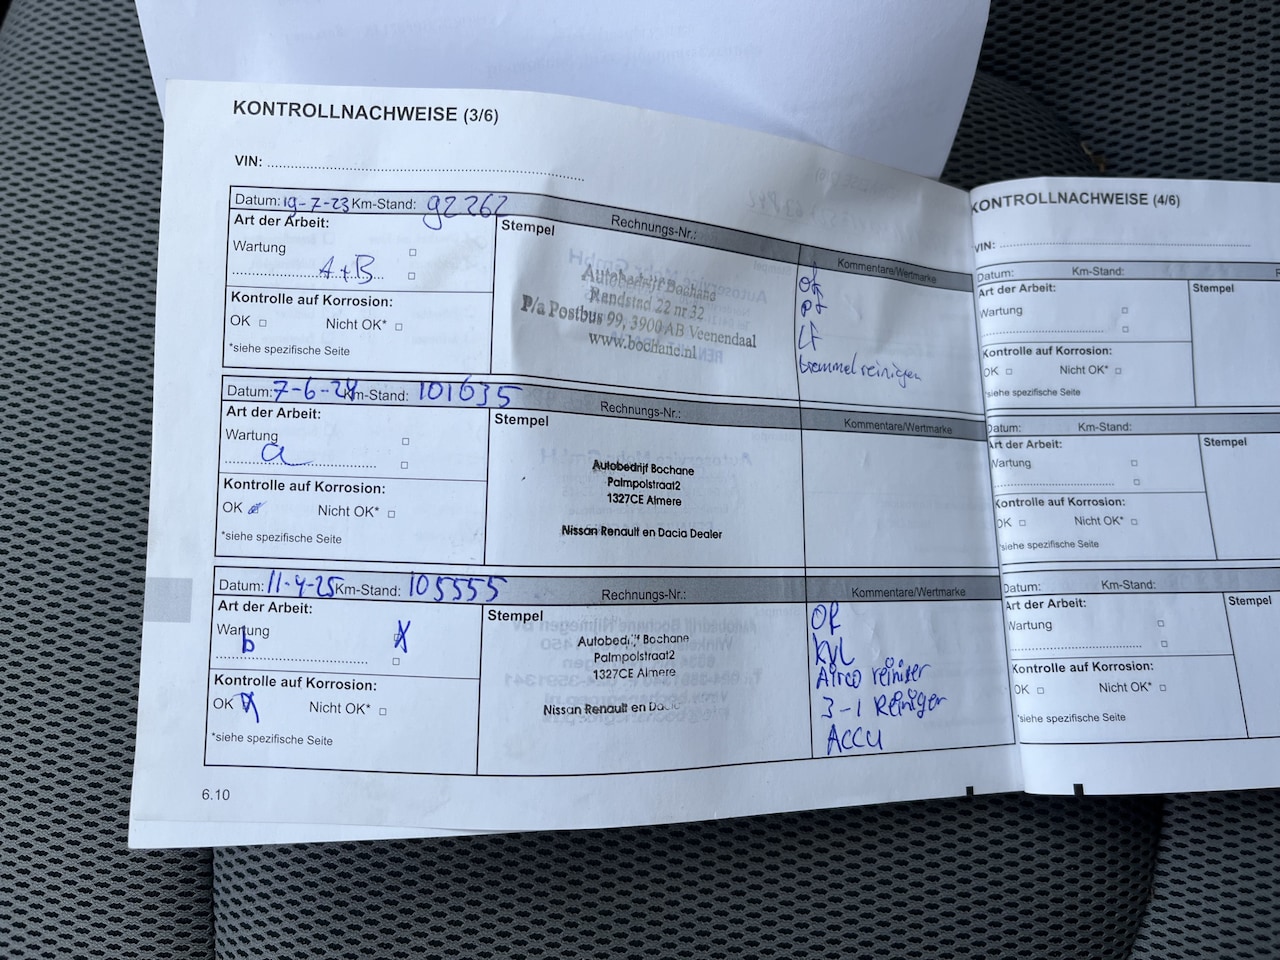 KONTROLLNACHWEISE (3/6)
VIN:
Datum: 19-7-23 Km-Stand: 92262 Rechnungs-Nr.:
Art der Arbeit:
Wartung
A+B
Kontrolle auf Korrosion:
OK Nicht OK*
*siehe spezifische Seite
Stempel
Autobedrijf Bochane
Randstad 22 nr 32
P/a Postbus 99, 3900 AB Veenendaal
www.bochane.nl
Kommentare/Wertmarke
of
pf
Lf
trommel reinigen
Datum: 7-6-24 Km-Stand: 101635 Rechnungs-Nr.:
Art der Arbeit:
Wartung
a
Kontrolle auf Korrosion:
OK Nicht OK*
*siehe spezifische Seite
Stempel
Autobedrijf Bochane
Palmpolstraat2
1327CE Almere
Nissan Renault en Dacia Dealer
Kommentare/Wertmarke
Datum: 11-4-25 Km-Stand: 105555 Rechnungs-Nr.:
Art der Arbeit:
Wartung
b
Kontrolle auf Korrosion:
OK Nicht OK*
*siehe spezifische Seite
Stempel
Autobedrijf Bochane
Palmpolstraat2
1327CE Almere
Nissan Renault en Dacia
Kommentare/Wertmarke
OF
KVL
Airco reiniger
3-1 Reiniger
ACCU
6.10
KONTROLLNACHWEISE (4/6)
VIN:
Datum: Km-Stand:
Art der Arbeit:
Wartung
Kontrolle auf Korrosion:
OK Nicht OK*
*siehe spezifische Seite
Stempel
Datum: Km-Stand:
Art der Arbeit:
Wartung
Kontrolle auf Korrosion:
OK Nicht OK*
*siehe spezifische Seite
Stempel
Datum: Km-Stand:
Art der Arbeit:
Wartung
Kontrolle auf Korrosion:
OK Nicht OK*
*siehe spezifische Seite
Stempel